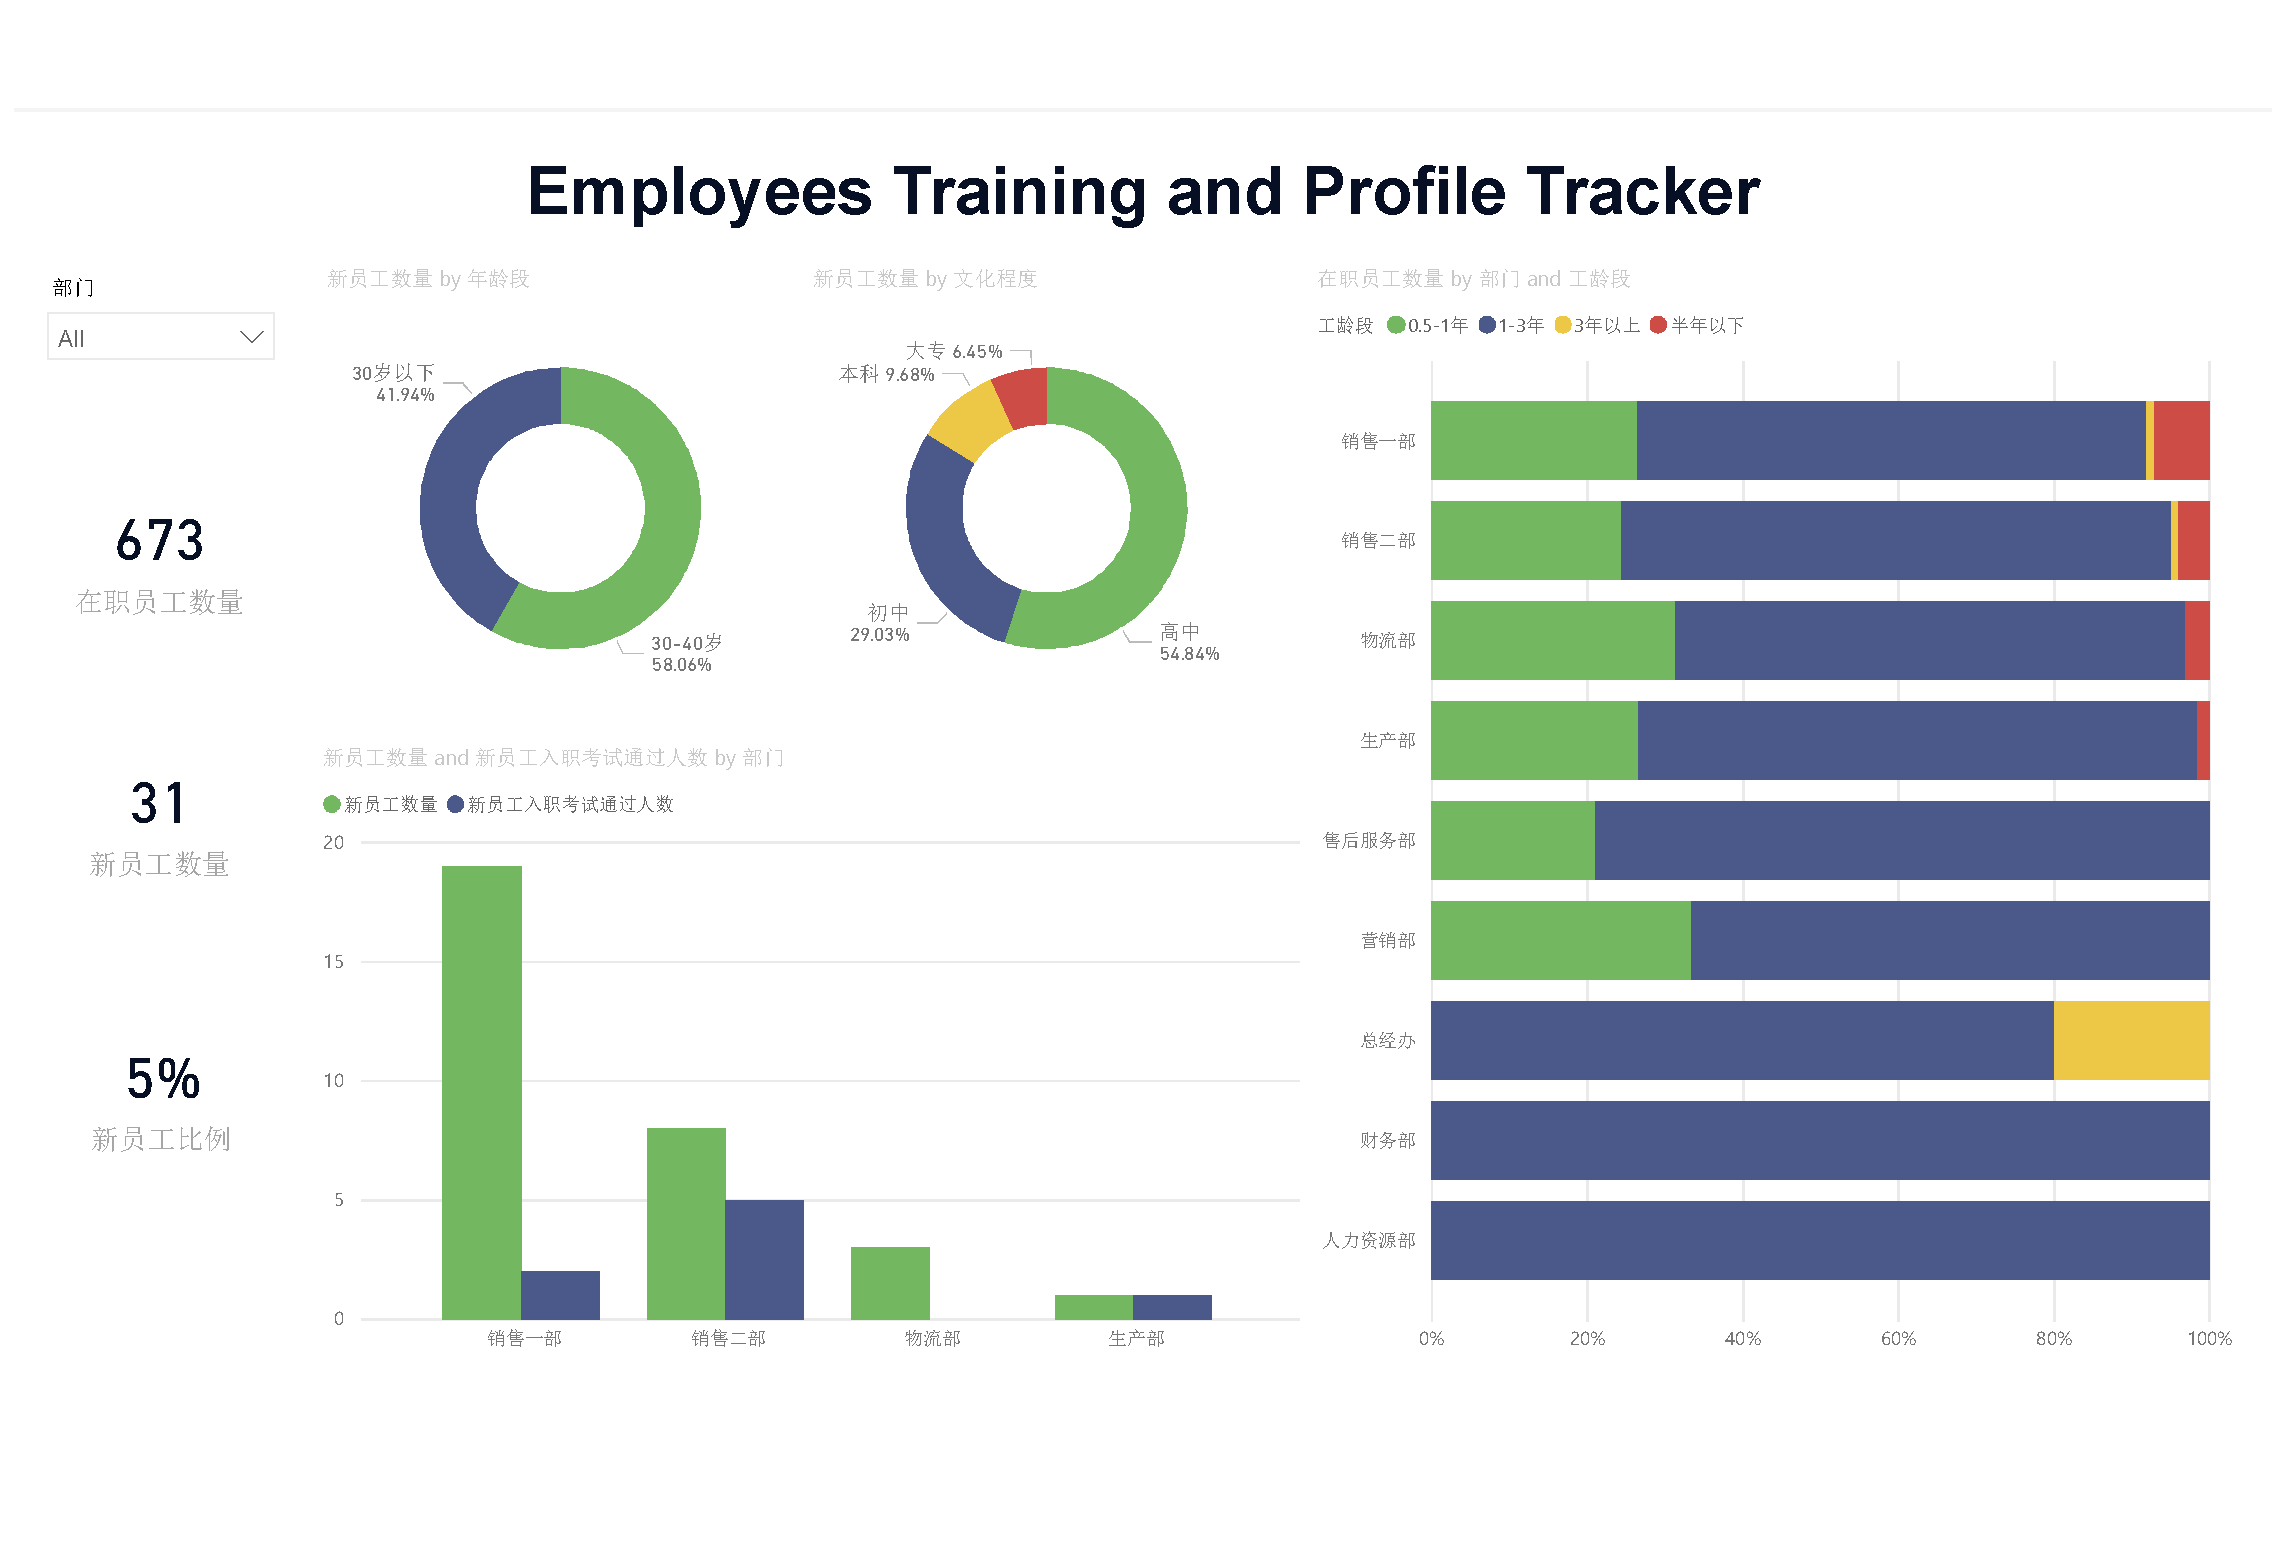 Employees Training and Profile Tracker
部门
All
673
在职员工数量
31
新员工数量
5%
新员工比例
新员工数量 by 年龄段
30岁以下
41.94%
30-40岁
58.06%
新员工数量 by 文化程度
大专 6.45%
本科 9.68%
初中
29.03%
高中
54.84%
新员工数量 and 新员工入职考试通过人数 by 部门
新员工数量 新员工入职考试通过人数
20
15
10
5
0
销售一部 销售二部 物流部 生产部
在职员工数量 by 部门 and 工龄段
工龄段 0.5-1年 1-3年 3年以上 半年以下
销售一部
销售二部
物流部
生产部
售后服务部
营销部
总经办
财务部
人力资源部
0% 20% 40% 60% 80% 100%